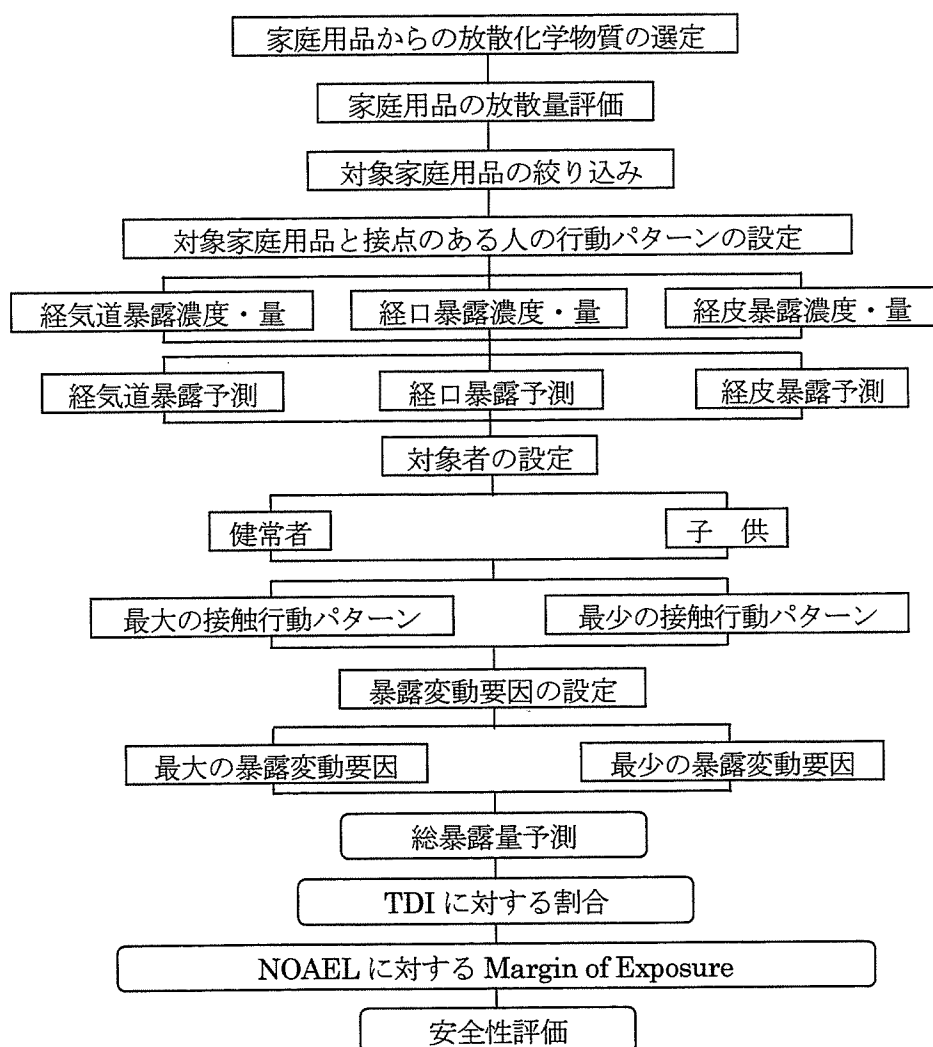 家庭用品からの放散化学物質の選定
家庭用品の放散量評価
対象家庭用品の絞り込み
対象家庭用品と接点のある人の行動パターンの設定
経気道暴露濃度・量
経口暴露濃度・量
経皮暴露濃度・量
経気道暴露予測
経口暴露予測
経皮暴露予測
対象者の設定
健常者
子　供
最大の接触行動パターン
最少の接触行動パターン
暴露変動要因の設定
最大の暴露変動要因
最少の暴露変動要因
総暴露量予測
TDI に対する割合
NOAEL に対する Margin of Exposure
安全性評価